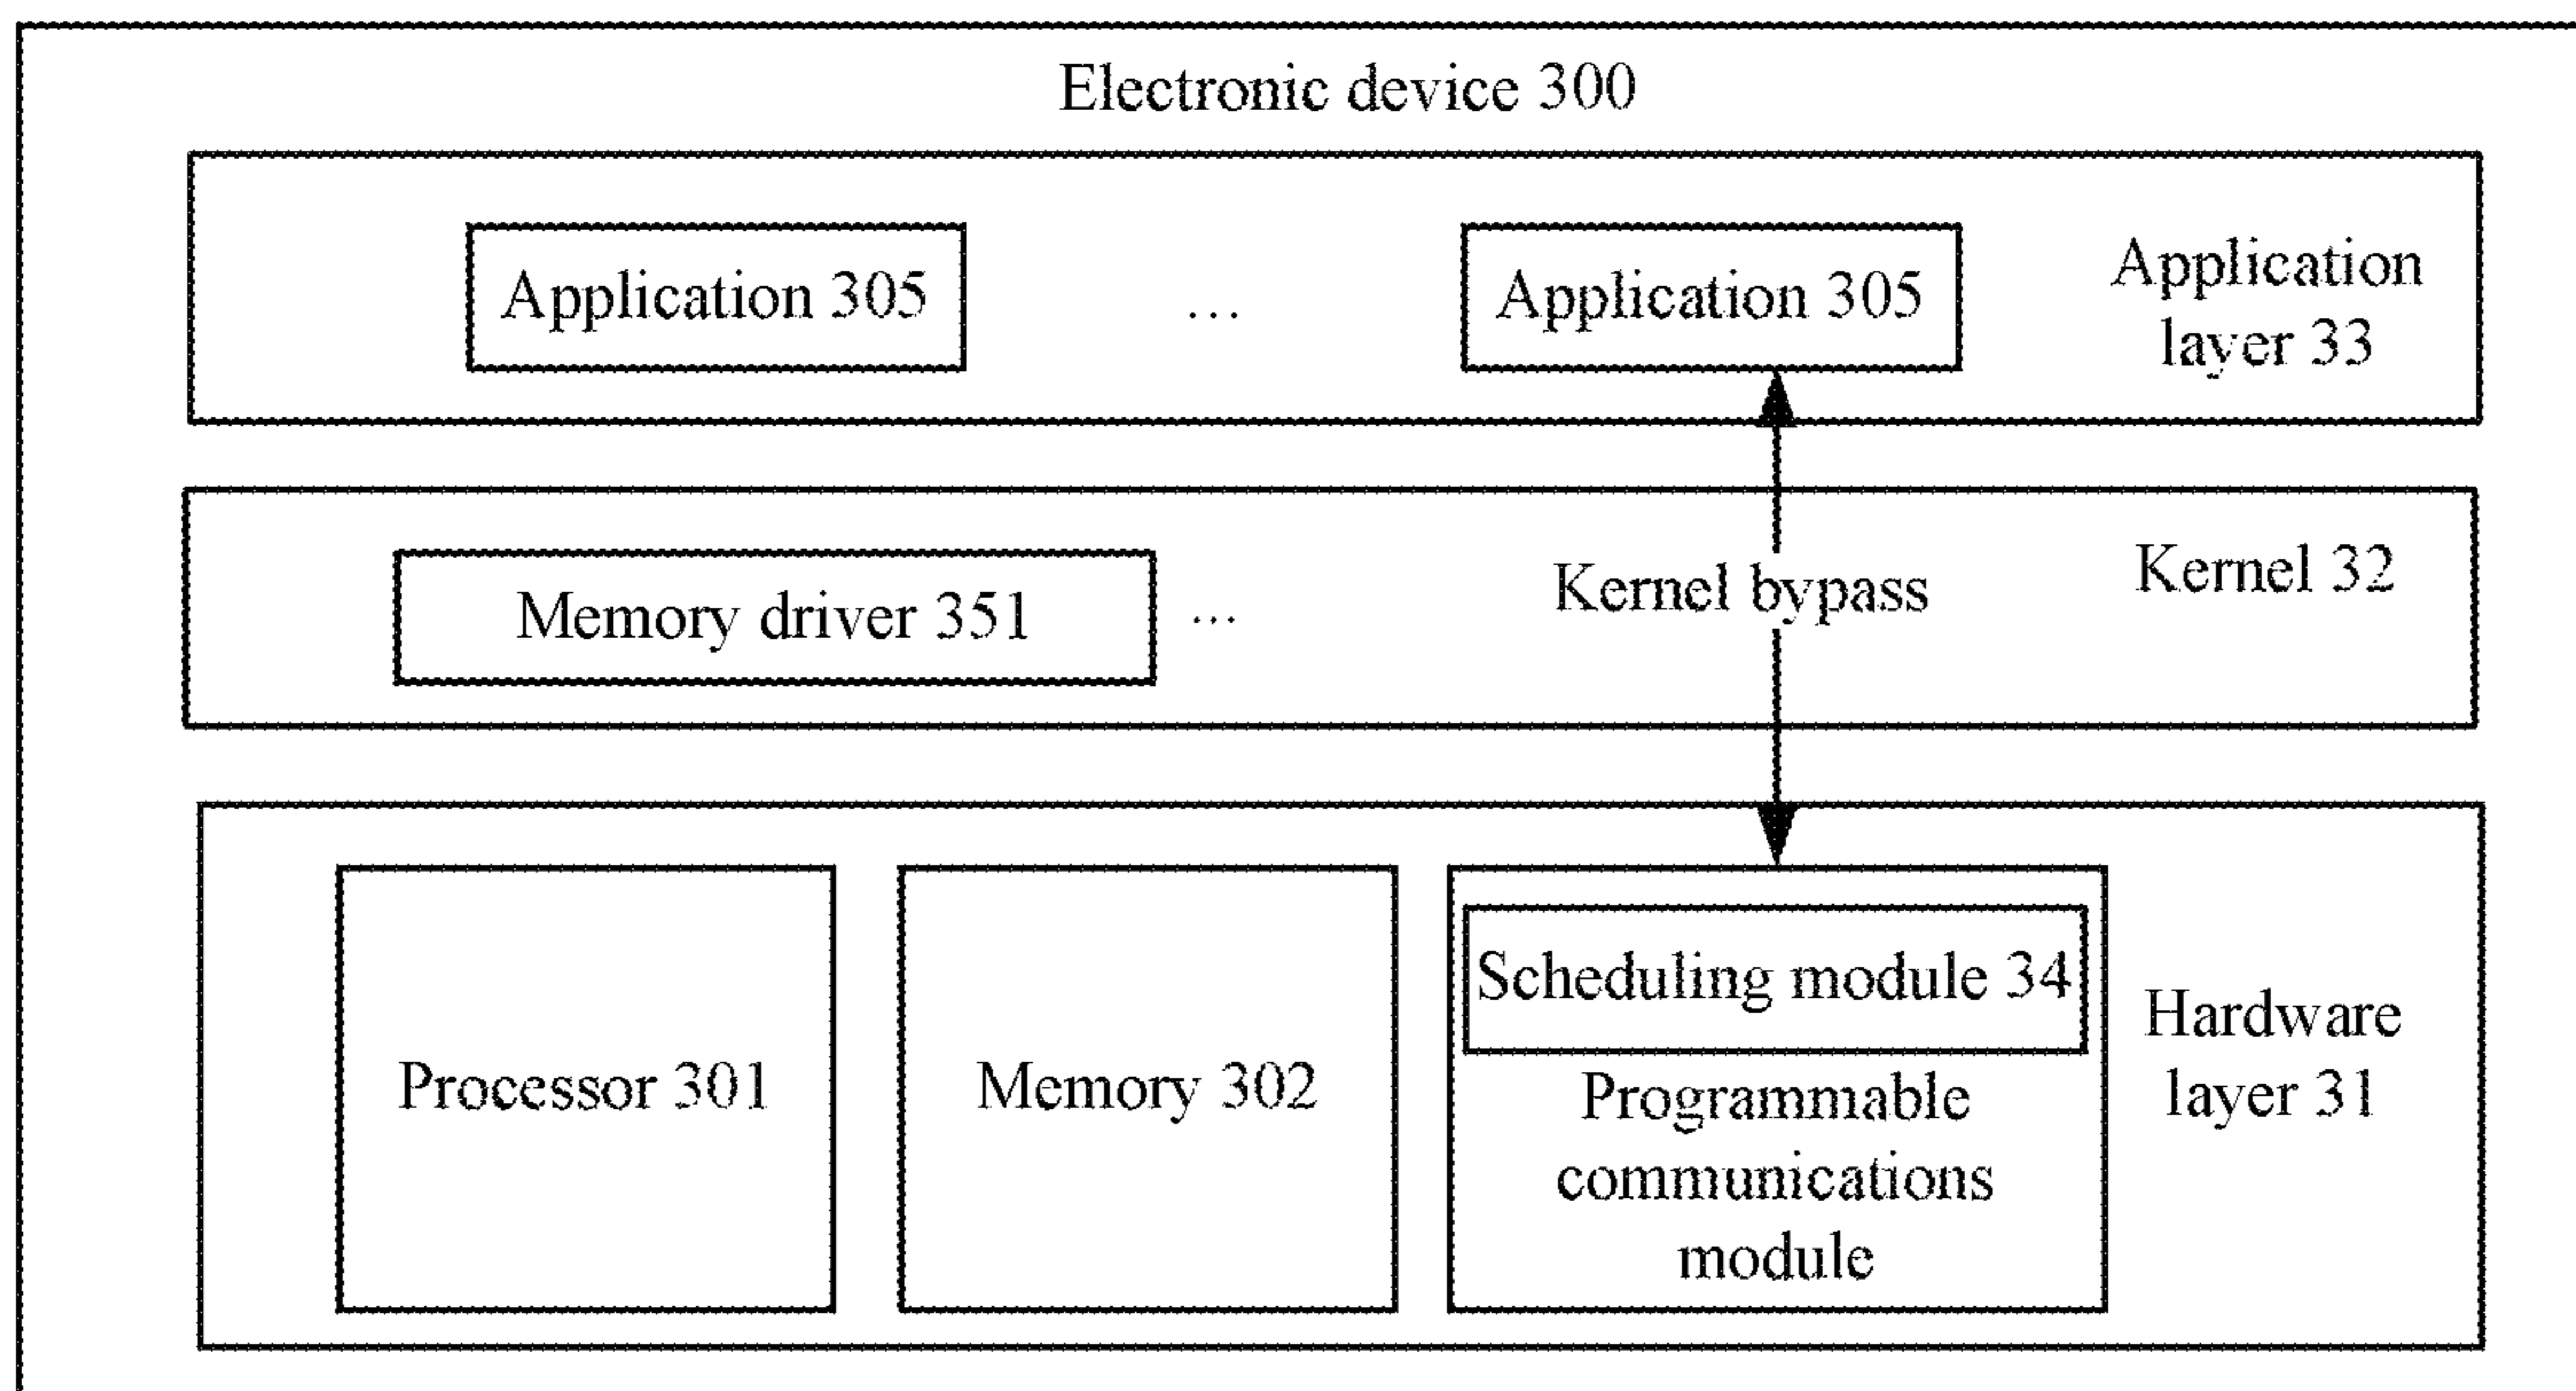 Electronic device 300
Application 305
...
Application 305
Application
layer 33
Memory driver 351
...
Kernel bypass
Kernel 32
Processor 301
Memory 302
Scheduling module 34
Programmable
communications
module
Hardware
layer 31